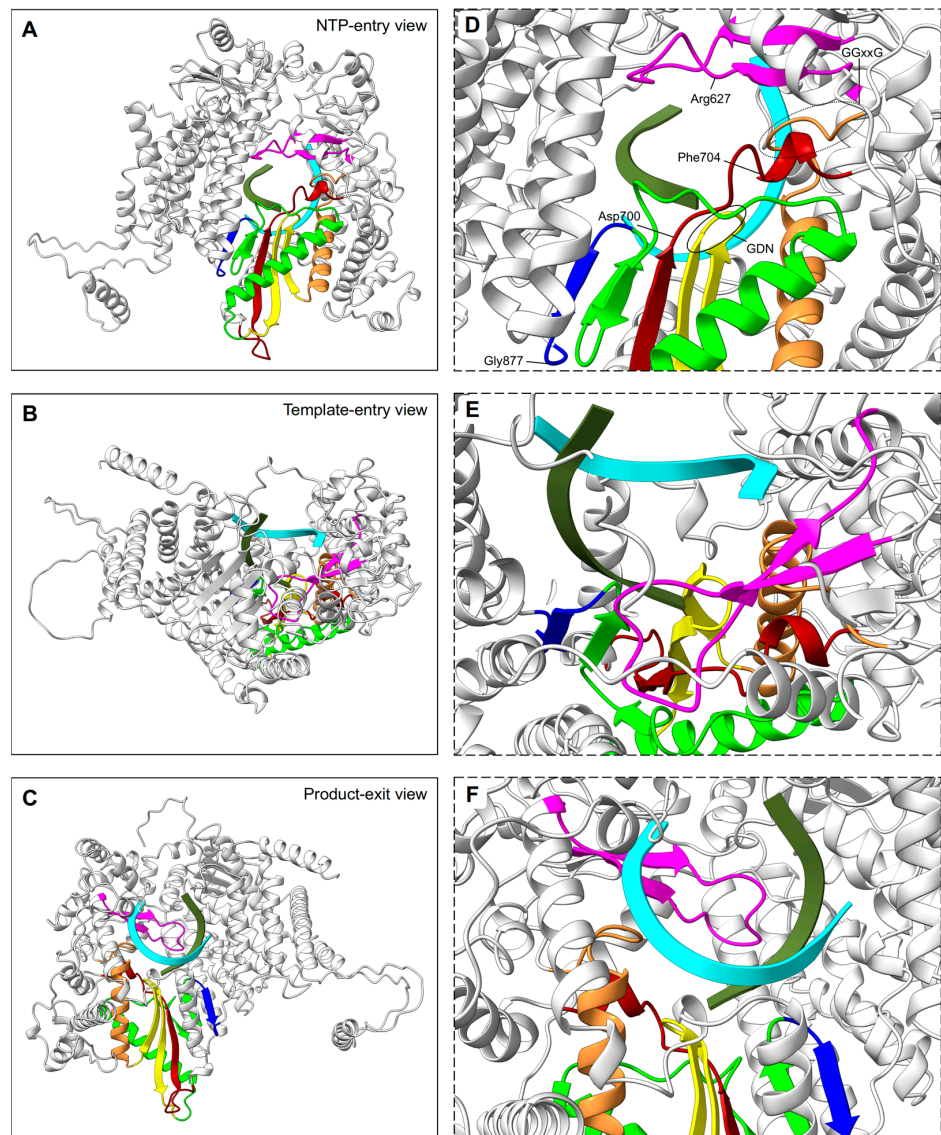 A
NTP-entry view
B
Template-entry view
C
Product-exit view
D
GGxxG
Arg627
Phe704
Asp700
GDN
Gly877
E
F